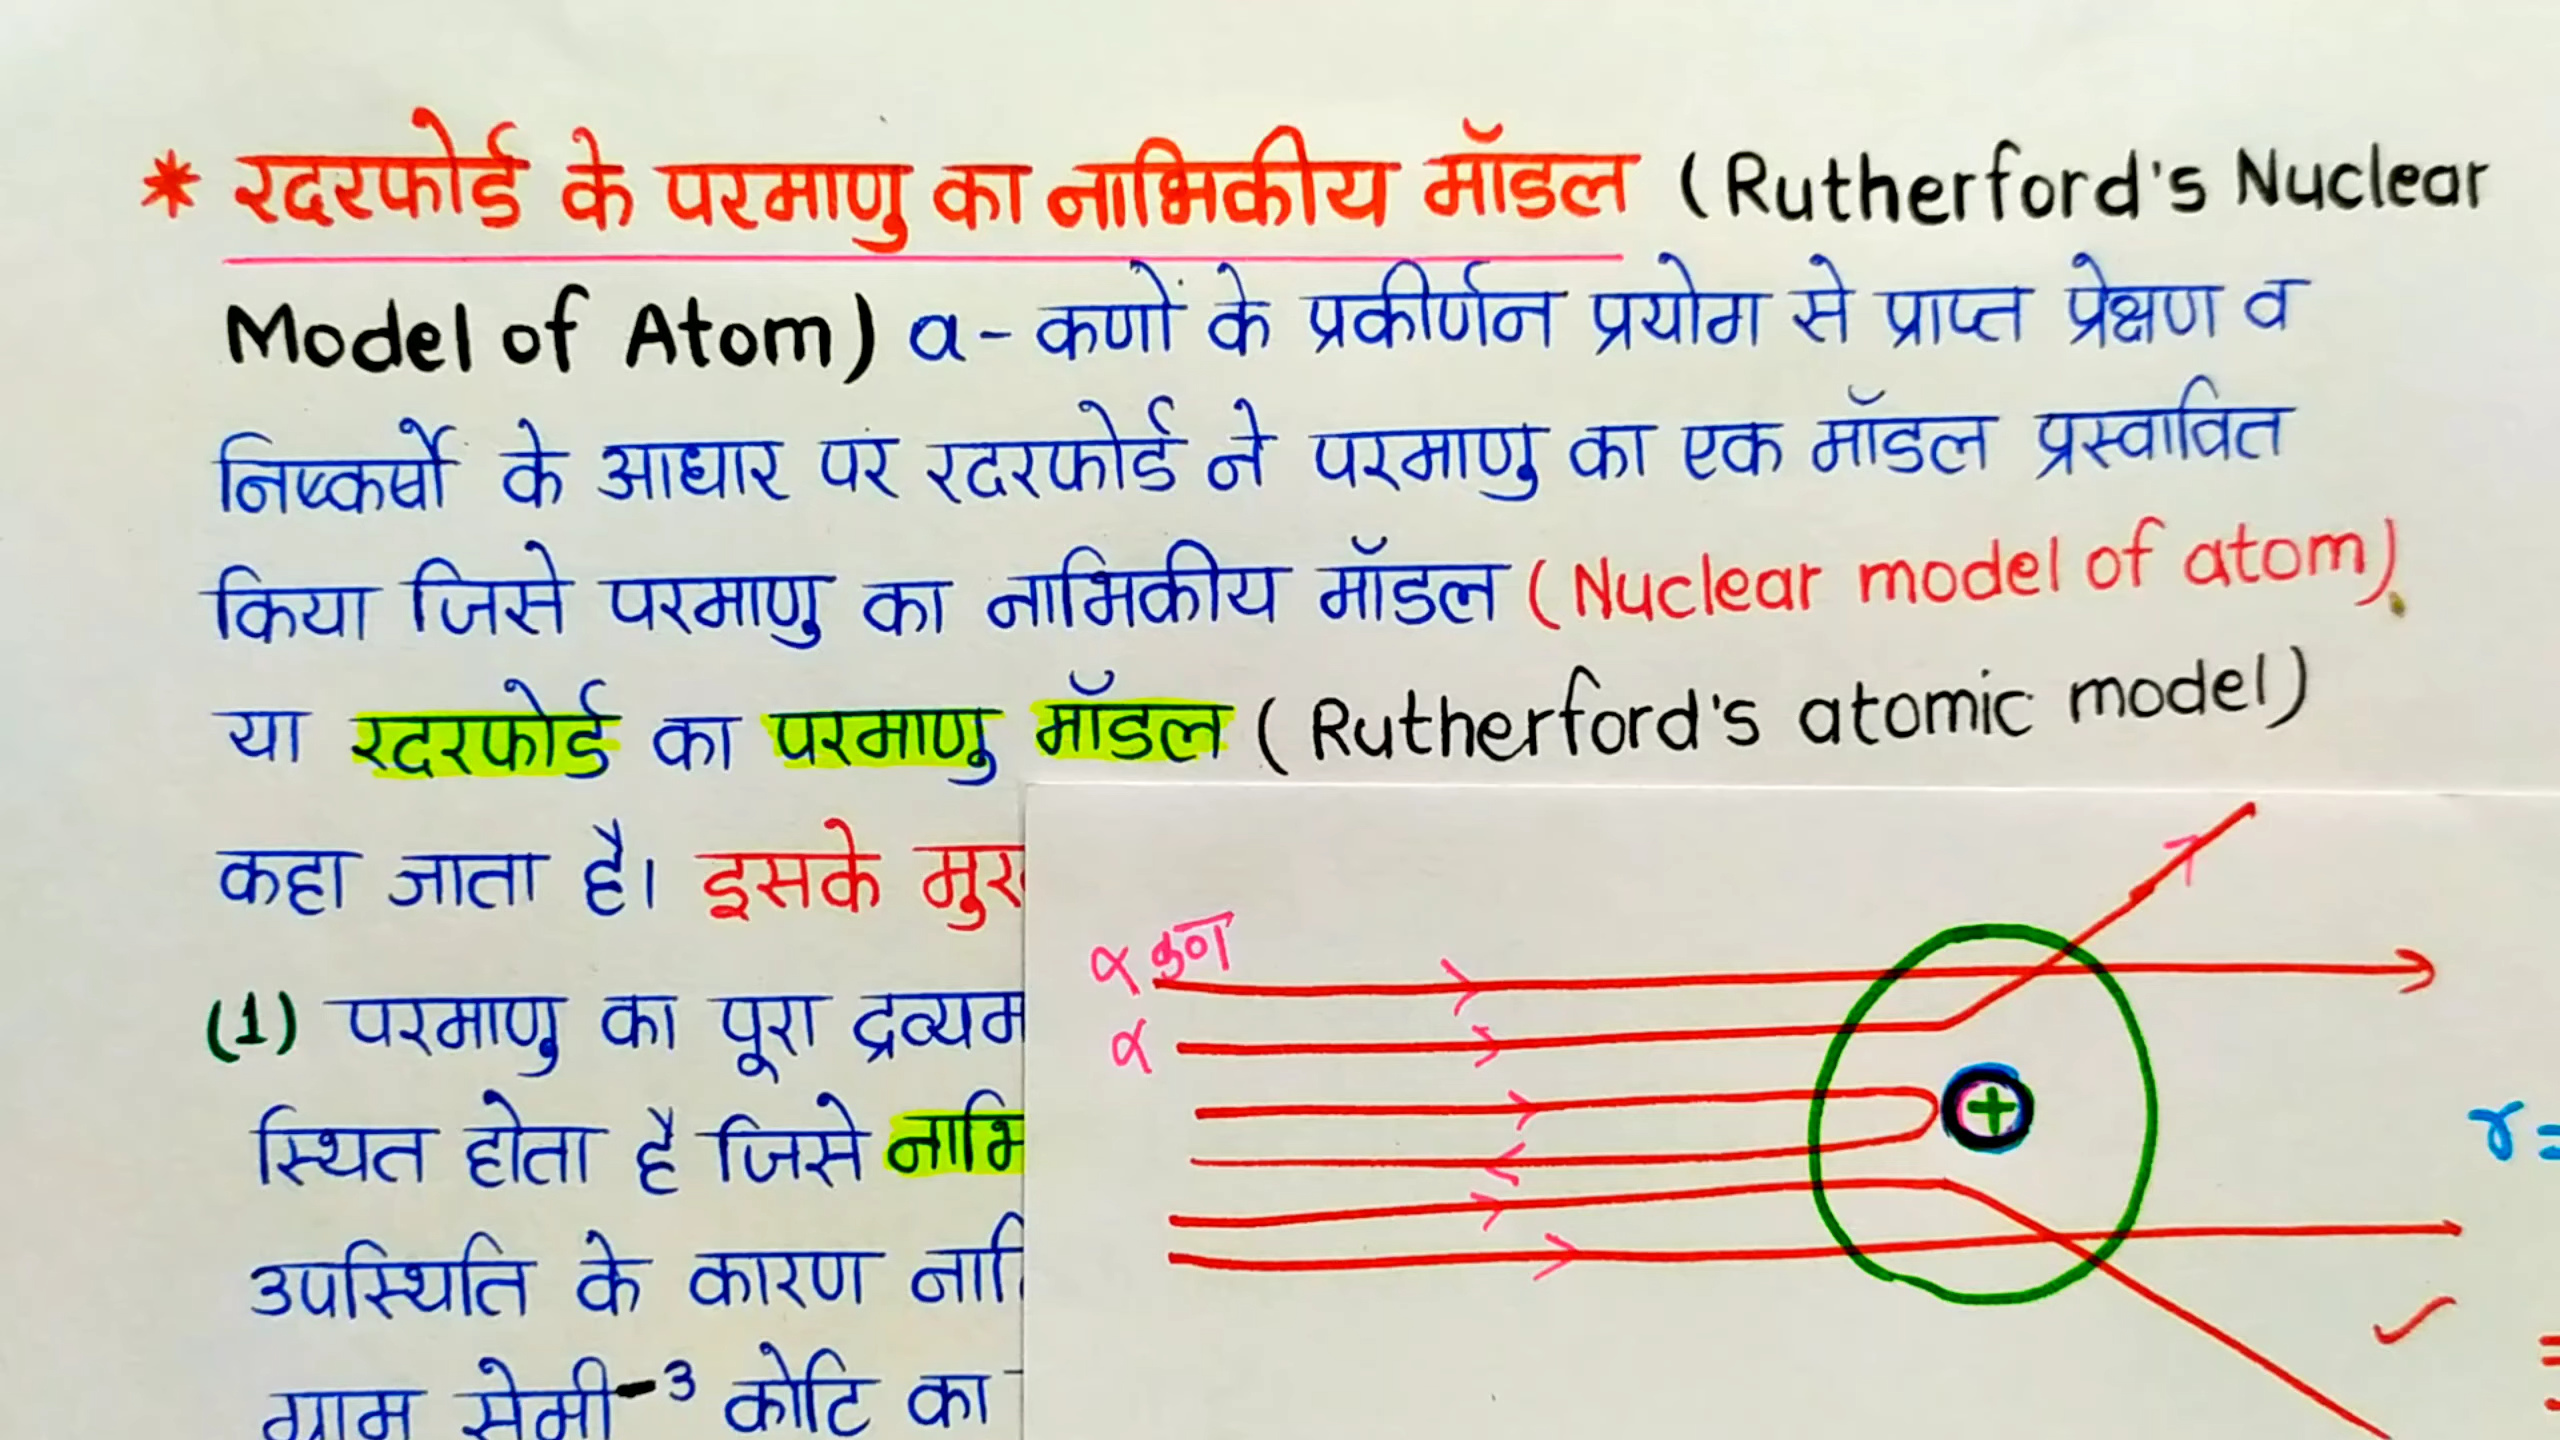 * रदरफोर्ड के परमाणु का नाभिकीय मॉडल (Rutherford's Nuclear
Model of Atom) α - कणों के प्रकीर्णन प्रयोग से प्राप्त प्रेक्षण व
निष्कर्षो के आधार पर रदरफोर्ड ने परमाणु का एक मॉडल प्रस्तावित
किया जिसे परमाणु का नाभिकीय मॉडल (Nuclear model of atom)
या रदरफोर्ड का परमाणु मॉडल (Rutherford's atomic model)
कहा जाता है। इसके
(1) परमाणु का पूरा
स्थित होता है जिसे
उपस्थिति के कारण
ग्राम सेमी-³ कोटि का
α कण
α
+
r=